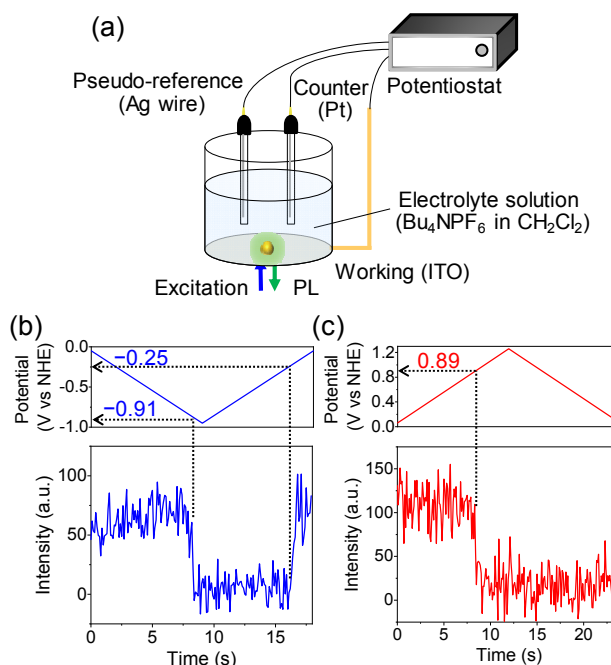 (a)
Pseudo-reference
(Ag wire)
Counter
(Pt)
Potentiostat
Electrolyte solution
(Bu₄NPF₆ in CH₂Cl₂)
Working (ITO)
Excitation
PL
(b)
Potential
(V vs NHE)
0.0
-0.5
-1.0
−0.25
−0.91
Intensity (a.u.)
100
50
0
0
5
10
15
Time (s)
(c)
Potential
(V vs NHE)
1.2
0.8
0.4
0.0
0.89
Intensity (a.u.)
150
100
50
0
0
5
10
15
20
Time (s)